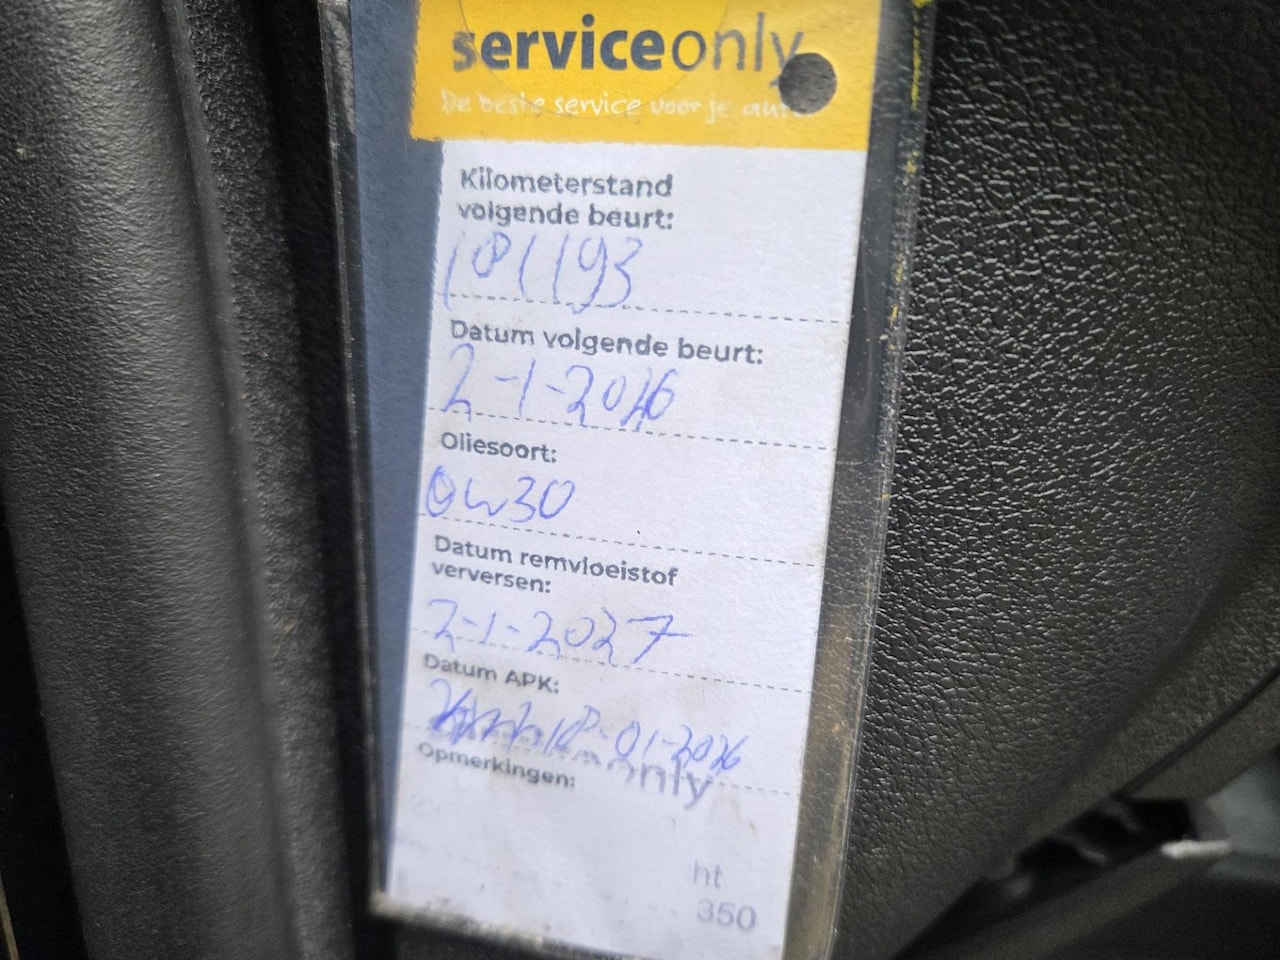 serviceonly
De beste service voor je auto
Kilometerstand
volgende beurt:
181193
Datum volgende beurt:
2-1-2026
Oliesoort:
0w30
Datum remvloeistof
verversen:
2-1-2027
Datum APK:
18-01-2026
only
Opmerkingen:
ht
350